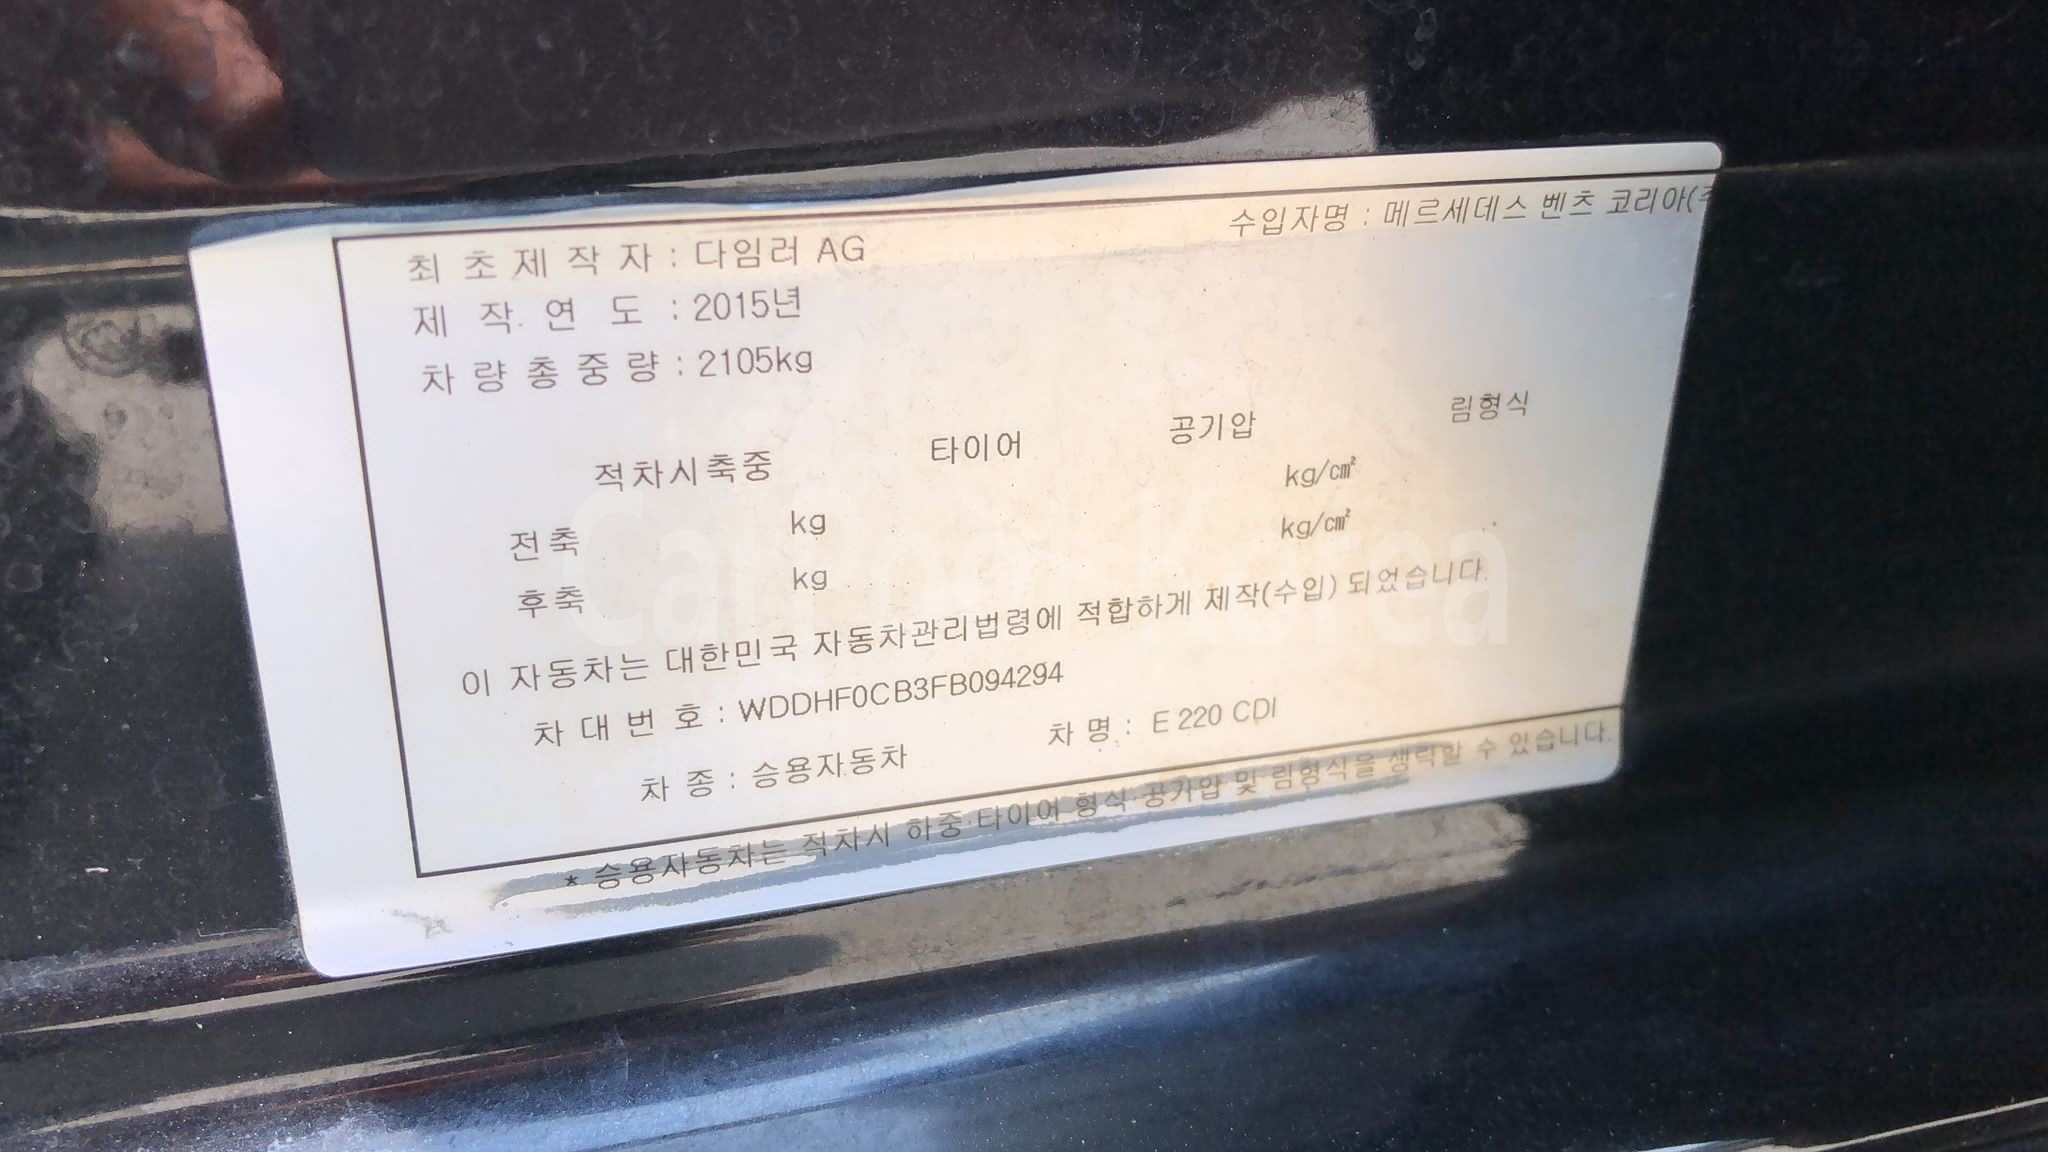 수입자명 : 메르세데스 벤츠 코리아(주
최초제작자 : 다임러 AG
제작연도 : 2015년
차량총중량 : 2105kg
적차시축중 타이어 공기압 림형식
전축 kg kg/㎠
후축 kg kg/㎠
이 자동차는 대한민국 자동차관리법령에 적합하게 제작(수입) 되었습니다.
차대번호 : WDDHF0CB3FB094294
차종 : 승용자동차 차명 : E 220 CDI
* 승용자동차는 적차시 하중·타이어 형식·공기압 및 림형식을 생략할 수 있습니다.